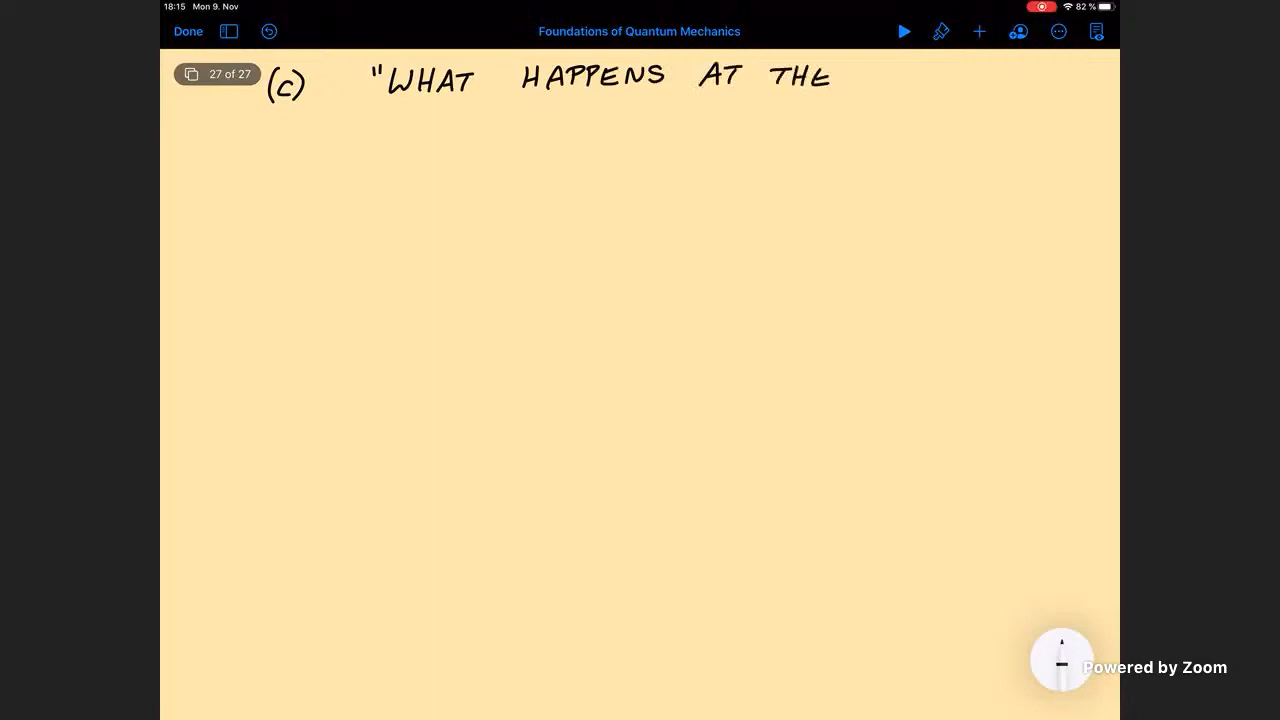 18:15 Mon 9. Nov 82 %
Done Foundations of Quantum Mechanics
27 of 27
(c) "WHAT HAPPENS AT THE
Powered by Zoom